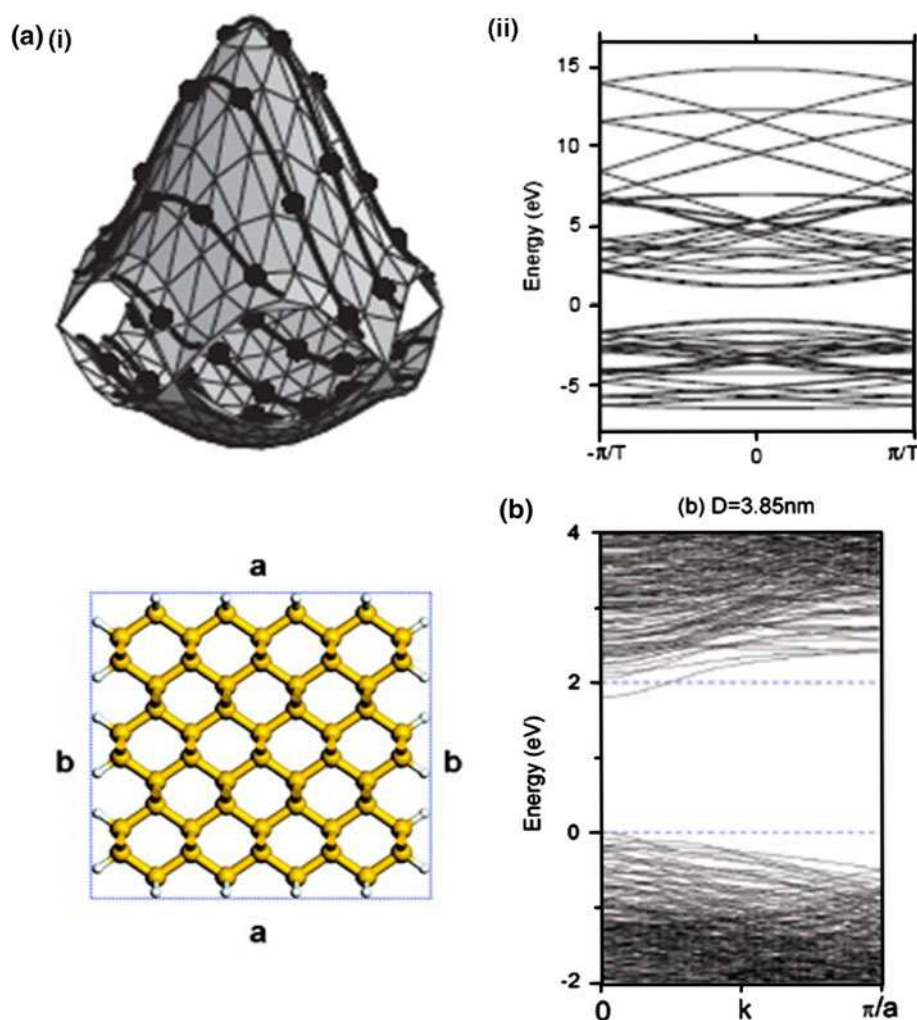 (a) (i)
(ii)
15
10
5
0
-5
Energy (eV)
-π/T
0
π/T
a
b
b
a
(b)
(b) D=3.85nm
4
2
0
-2
Energy (eV)
0
k
π/a